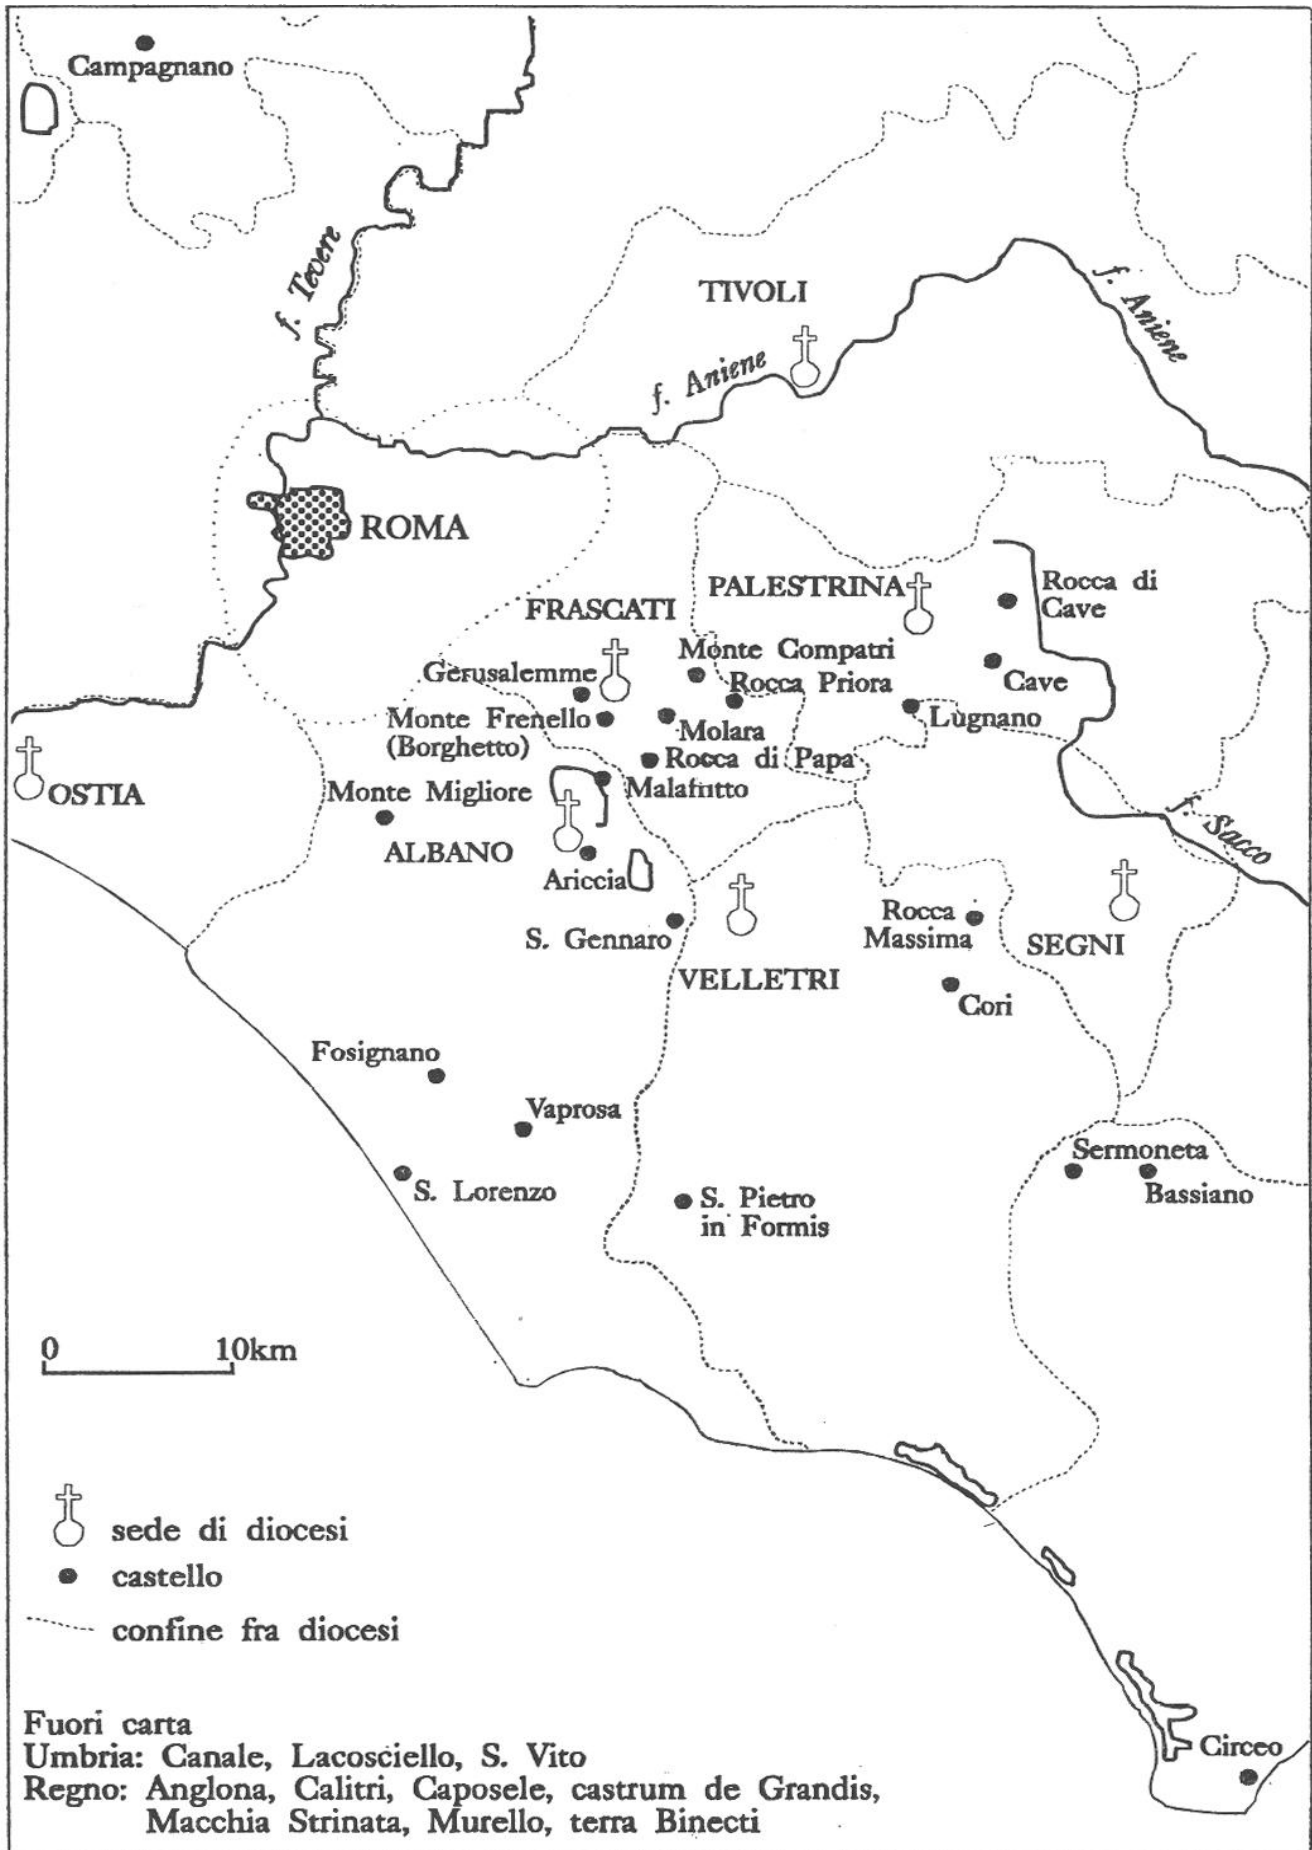 Campagnano
f. Tevere
TIVOLI
f. Aniene
f. Aniene
ROMA
PALESTRINA
Rocca di
Cave
FRASCATI
Monte Compatri
Gerusalemme
Rocca Priora
Cave
Monte Frenello
(Borghetto)
Molara
Lugnano
Rocca di Papa
OSTIA
Monte Migliore
Malafitto
f. Sacco
ALBANO
Ariccia
Rocca
Massima
S. Gennaro
SEGNI
VELLETRI
Cori
Fosignano
Vaprosa
Sermoneta
S. Lorenzo
S. Pietro
in Formis
Bassiano
0 10km
sede di diocesi
castello
confine fra diocesi
Circeo
Fuori carta
Umbria: Canale, Lacosciello, S. Vito
Regno: Anglona, Calitri, Caposele, castrum de Grandis,
Macchia Strinata, Murello, terra Binecti